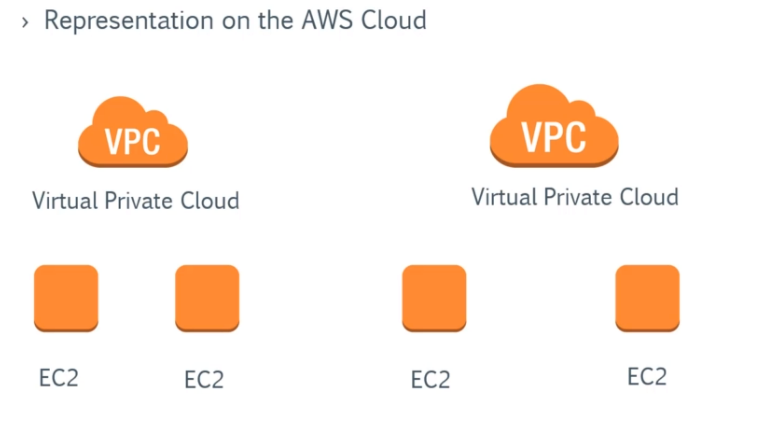 › Representation on the AWS Cloud
VPC
VPC
Virtual Private Cloud
Virtual Private Cloud
EC2
EC2
EC2
EC2